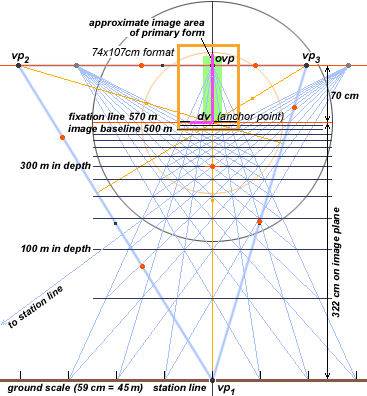 approximate image area
of primary form
vp2
74x107cm format
ovp
vp3
70 cm
fixation line 570 m
dv (anchor point)
image baseline 500 m
300 m in depth
100 m in depth
322 cm on image plane
to station line
ground scale (59 cm = 45 m) station line
vp1